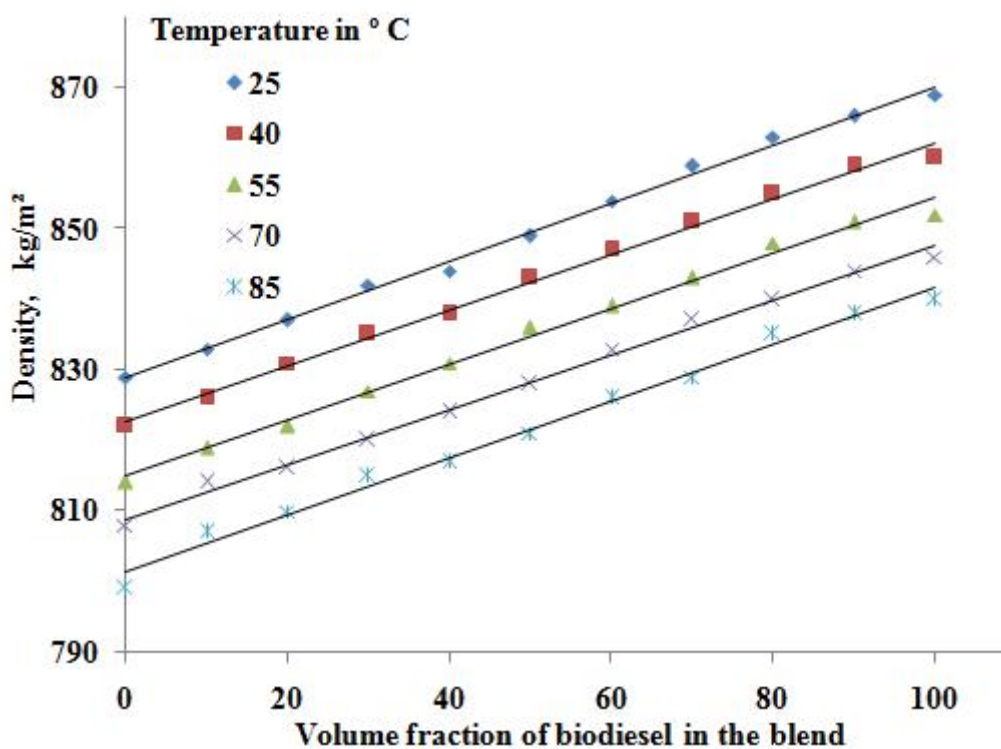 Temperature in º C
25
40
55
70
85
870
850
830
810
790
Density, kg/m²
0 20 40 60 80 100
Volume fraction of biodiesel in the blend